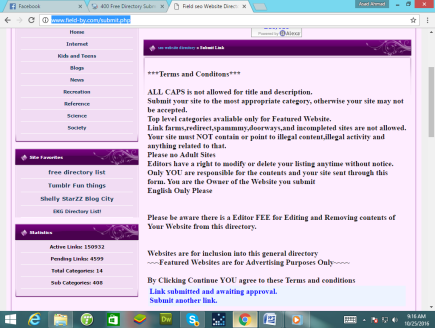 Facebook
400 Free Directory Subm
Field seo Website Direc
Asad Ahmad
www.field-by.com/submit.php
Powered by Alexa
Home
Internet
Kids and Teens
Blogs
News
Recreation
Reference
Science
Society
Site Favorites
free directory list
Tumblr Fun things
Shelly StarZZ Blog City
EKG Directory List!
Statistics
Active Links: 150932
Pending Links: 4599
Total Categories: 14
Sub Categories: 408
seo website directory » Submit Link
***Terms and Conditons***
ALL CAPS is not allowed for title and description.
Submit your site to the most appropriate category, otherwise your site may not
be accepted.
Top level categories avaliable only for Featured Website.
Link farms,redirect,spammmy,doorways,and incompleted sites are not allowed.
Your site must NOT contain or point to illegal content,illegal activity and
anything related to that.
Please no Adult Sites
Editors have a right to modify or delete your listing anytime without notice.
Only YOU are responsible for the contents and your site sent through this
form. You are the Owner of the Website you submit
English Only Please
Please be aware there is a Editor FEE for Editing and Removing contents of
Your Website from this directory.
Websites are for inclusion into this general directory
~~~Featured Websites are for Advertising Purposes Only~~~~
By Clicking Continue YOU agree to these Terms and conditions
Link submitted and awaiting approval.
Submit another link.
9:16 AM
10/25/2016